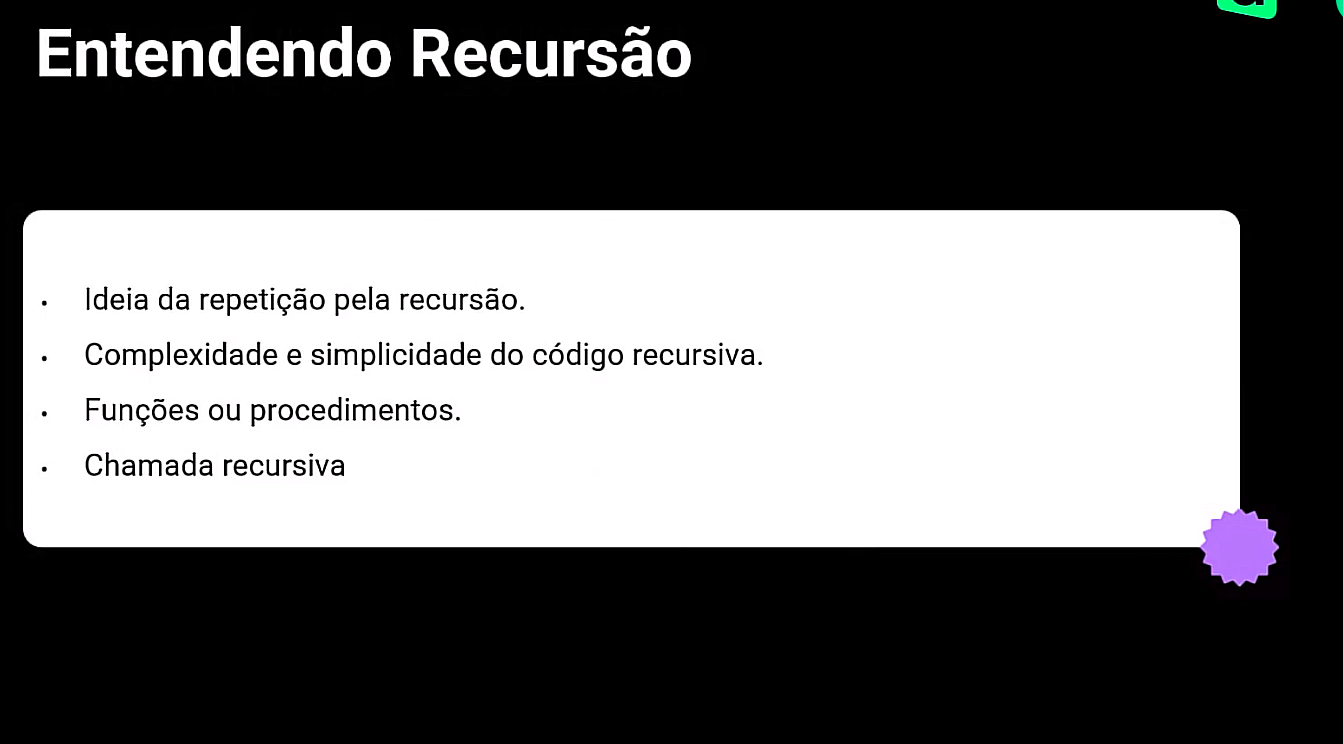 Entendendo Recursão
• Ideia da repetição pela recursão.
• Complexidade e simplicidade do código recursiva.
• Funções ou procedimentos.
• Chamada recursiva